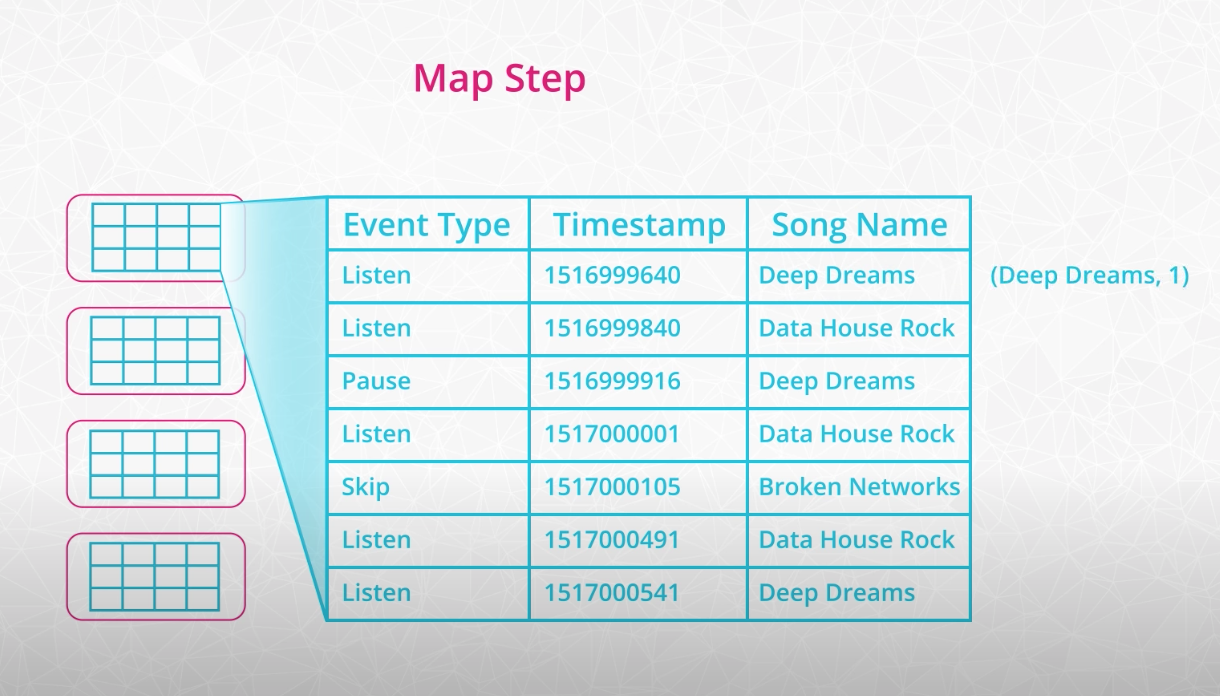 Map Step
Event Type Timestamp Song Name
Listen 1516999640 Deep Dreams (Deep Dreams, 1)
Listen 1516999840 Data House Rock
Pause 1516999916 Deep Dreams
Listen 1517000001 Data House Rock
Skip 1517000105 Broken Networks
Listen 1517000491 Data House Rock
Listen 1517000541 Deep Dreams